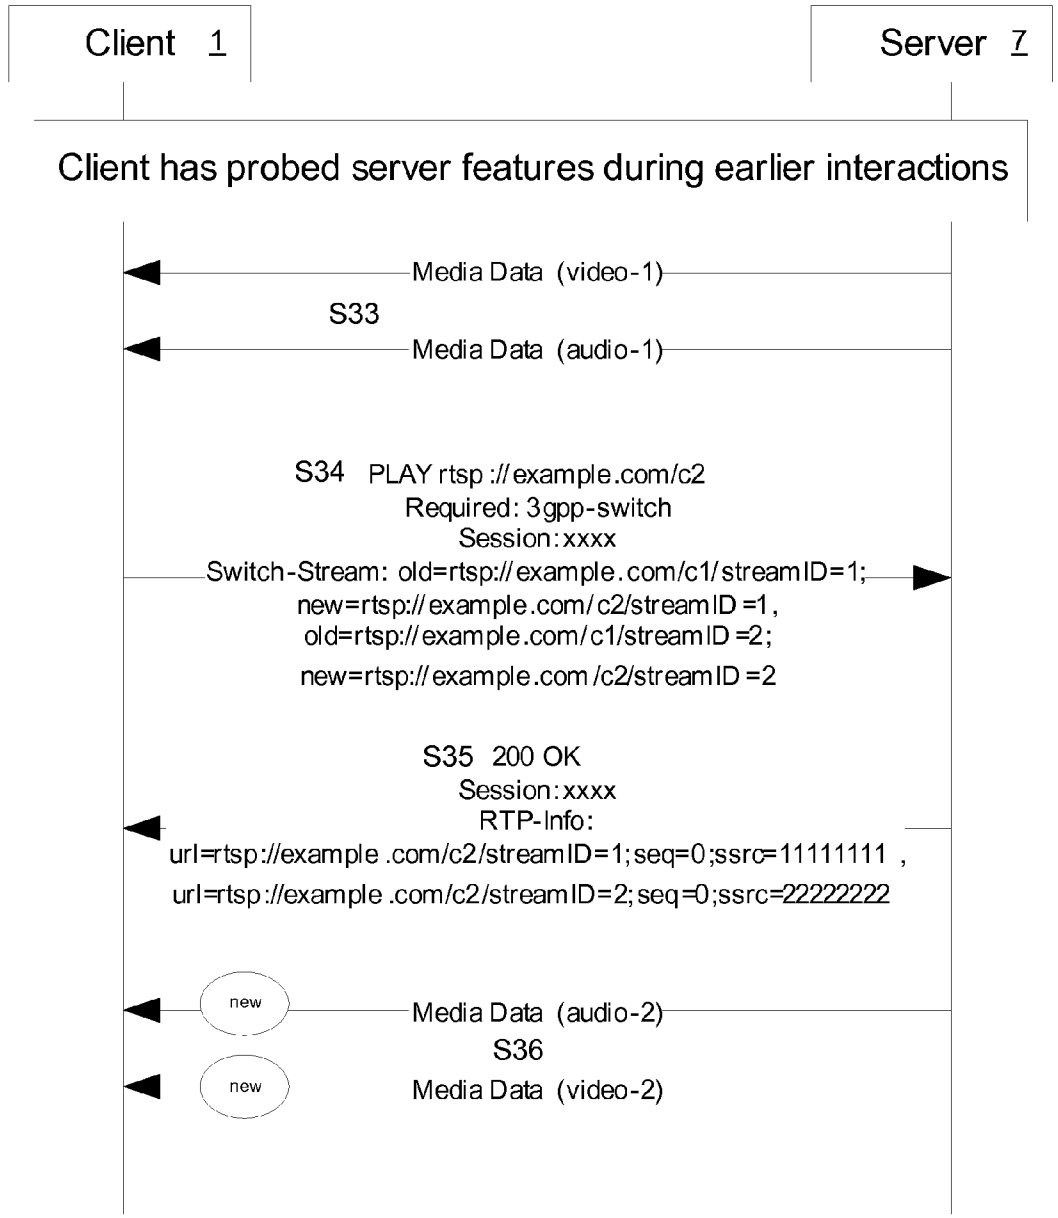 Client 1
Server 7
Client has probed server features during earlier interactions
Media Data (video-1)
S33
Media Data (audio-1)
S34 PLAY rtsp://example.com/c2
Required: 3gpp-switch
Session:xxxx
Switch-Stream: old=rtsp://example.com/c1/streamID=1;
new=rtsp://example.com/c2/streamID=1,
old=rtsp://example.com/c1/streamID=2;
new=rtsp://example.com/c2/streamID=2
S35 200 OK
Session:xxxx
RTP-Info:
url=rtsp://example.com/c2/streamID=1;seq=0;ssrc=11111111 ,
url=rtsp://example.com/c2/streamID=2;seq=0;ssrc=22222222
new
Media Data (audio-2)
S36
new
Media Data (video-2)